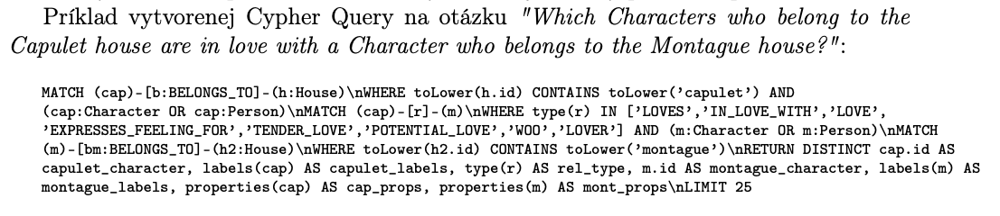 Príklad vytvorenej Cypher Query na otázku "Which Characters who belong to the
Capulet house are in love with a Character who belongs to the Montague house?":
MATCH (cap)-[b:BELONGS_TO]-(h:House)\nWHERE toLower(h.id) CONTAINS toLower('capulet') AND
(cap:Character OR cap:Person)\nMATCH (cap)-[r]-(m)\nWHERE type(r) IN ['LOVES','IN_LOVE_WITH','LOVE',
'EXPRESSES_FEELING_FOR','TENDER_LOVE','POTENTIAL_LOVE','WOO','LOVER'] AND (m:Character OR m:Person)\nMATCH
(m)-[bm:BELONGS_TO]-(h2:House)\nWHERE toLower(h2.id) CONTAINS toLower('montague')\nRETURN DISTINCT cap.id AS
capulet_character, labels(cap) AS capulet_labels, type(r) AS rel_type, m.id AS montague_character, labels(m) AS
montague_labels, properties(cap) AS cap_props, properties(m) AS mont_props\nLIMIT 25